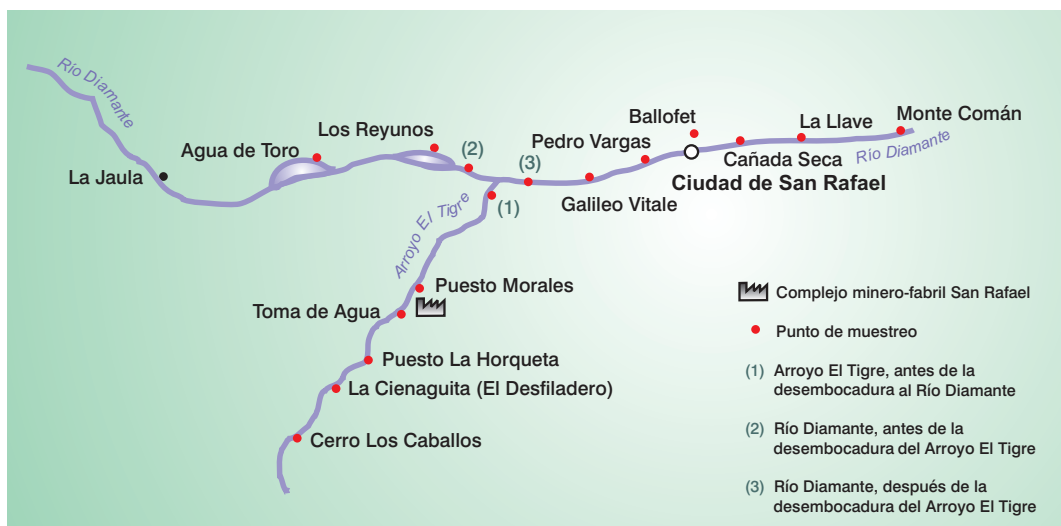 Río Diamante
La Jaula
Agua de Toro
Los Reyunos
(2)
(3)
(1)
Pedro Vargas
Ballofet
La Llave
Monte Comán
Cañada Seca
Río Diamante
Ciudad de San Rafael
Galileo Vitale
Arroyo El Tigre
Puesto Morales
Toma de Agua
Puesto La Horqueta
La Cienaguita (El Desfiladero)
Cerro Los Caballos
Complejo minero-fabril San Rafael
Punto de muestreo
(1) Arroyo El Tigre, antes de la
desembocadura al Río Diamante
(2) Río Diamante, antes de la
desembocadura del Arroyo El Tigre
(3) Río Diamante, después de la
desembocadura del Arroyo El Tigre